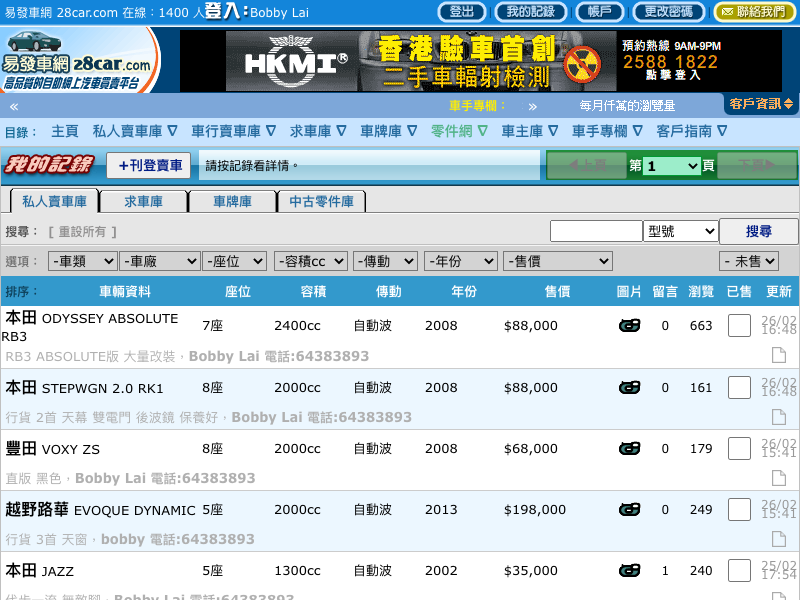 易發車網 28car.com 在線：1400 人 登入：Bobby Lai 登出 我的記錄 帳戶 更改密碼 聯絡我們
易發車網 28car.com
高品質的自助網上汽車買賣平台
HKMI®
香港驗車首創
二手車輻射檢測
預約熱線 9AM-9PM
2588 1822
點擊登入
« 車手專欄： » 每月仟萬的瀏覽量 客戶資訊
目錄： 主頁 私人賣車庫 ∇ 車行賣車庫 ∇ 求車庫 ∇ 車牌庫 ∇ 零件網 ∇ 車主庫 ∇ 車手專欄 ∇ 客戶指南 ∇
我的記錄 +刊登賣車 請按記錄看詳情。 ◀上頁 第 1 頁 下頁▶
私人賣車庫 求車庫 車牌庫 中古零件庫
搜尋： [ 重設所有 ] 型號 搜尋
選項： -車類 -車廠 -座位 -容積cc -傳動 -年份 -售價 - 未售
排序： 車輛資料 座位 容積 傳動 年份 售價 圖片 留言 瀏覽 已售 更新
本田 ODYSSEY ABSOLUTE RB3 7座 2400cc 自動波 2008 $88,000 0 663 26/02 16:48
RB3 ABSOLUTE版 大量改裝，Bobby Lai 電話:64383893
本田 STEPWGN 2.0 RK1 8座 2000cc 自動波 2008 $88,000 0 161 26/02 16:48
行貨 2首 天幕 雙電門 後波鏡 保養好，Bobby Lai 電話:64383893
豐田 VOXY ZS 8座 2000cc 自動波 2008 $68,000 0 179 26/02 15:41
直版 黑色，Bobby Lai 電話:64383893
越野路華 EVOQUE DYNAMIC 5座 2000cc 自動波 2013 $198,000 0 249 26/02 15:41
行貨 3首 天窗，bobby 電話:64383893
本田 JAZZ 5座 1300cc 自動波 2002 $35,000 1 240 25/02 17:54
代步一流 無敵腳，Bobby Lai 電話:64383893